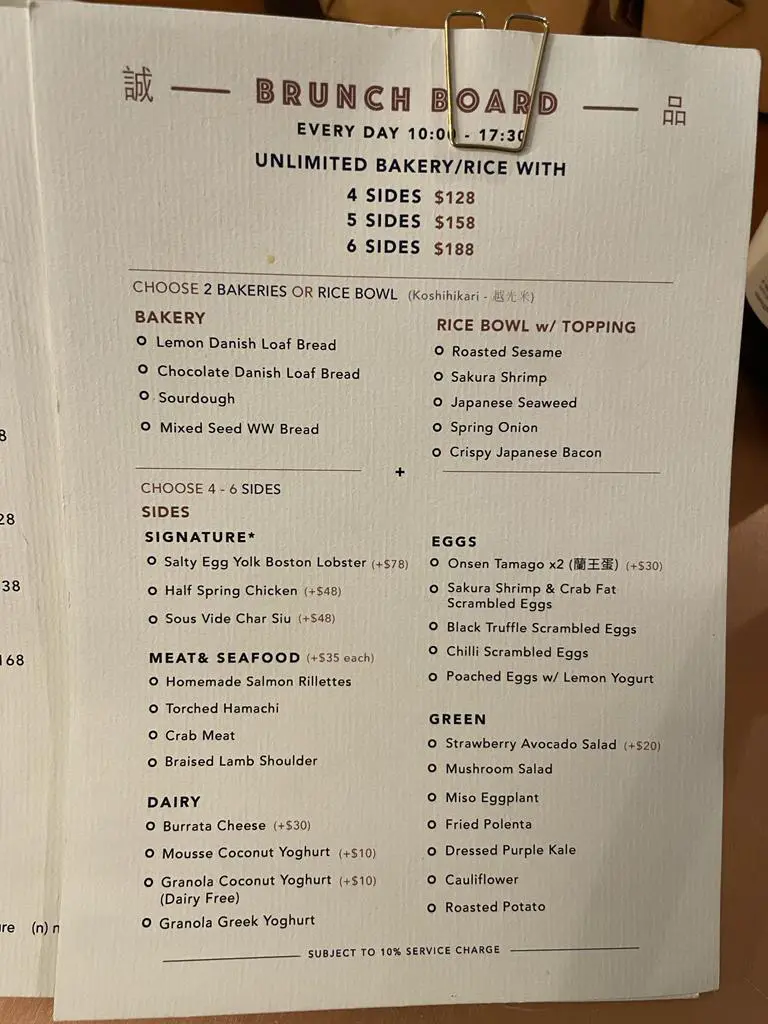 誠 BRUNCH BOARD 品
EVERY DAY 10:00 - 17:30
UNLIMITED BAKERY/RICE WITH
4 SIDES $128
5 SIDES $158
6 SIDES $188
CHOOSE 2 BAKERIES OR RICE BOWL (Koshihikari - 越光米)
BAKERY
Lemon Danish Loaf Bread
Chocolate Danish Loaf Bread
Sourdough
Mixed Seed WW Bread
RICE BOWL w/ TOPPING
Roasted Sesame
Sakura Shrimp
Japanese Seaweed
Spring Onion
Crispy Japanese Bacon
+
CHOOSE 4 - 6 SIDES
SIDES
SIGNATURE*
Salty Egg Yolk Boston Lobster (+$78)
Half Spring Chicken (+$48)
Sous Vide Char Siu (+$48)
MEAT& SEAFOOD (+$35 each)
Homemade Salmon Rillettes
Torched Hamachi
Crab Meat
Braised Lamb Shoulder
DAIRY
Burrata Cheese (+$30)
Mousse Coconut Yoghurt (+$10)
Granola Coconut Yoghurt (+$10)
(Dairy Free)
Granola Greek Yoghurt
EGGS
Onsen Tamago x2 (蘭王蛋) (+$30)
Sakura Shrimp & Crab Fat
Scrambled Eggs
Black Truffle Scrambled Eggs
Chilli Scrambled Eggs
Poached Eggs w/ Lemon Yogurt
GREEN
Strawberry Avocado Salad (+$20)
Mushroom Salad
Miso Eggplant
Fried Polenta
Dressed Purple Kale
Cauliflower
Roasted Potato
SUBJECT TO 10% SERVICE CHARGE
8
28
38
168
(n)